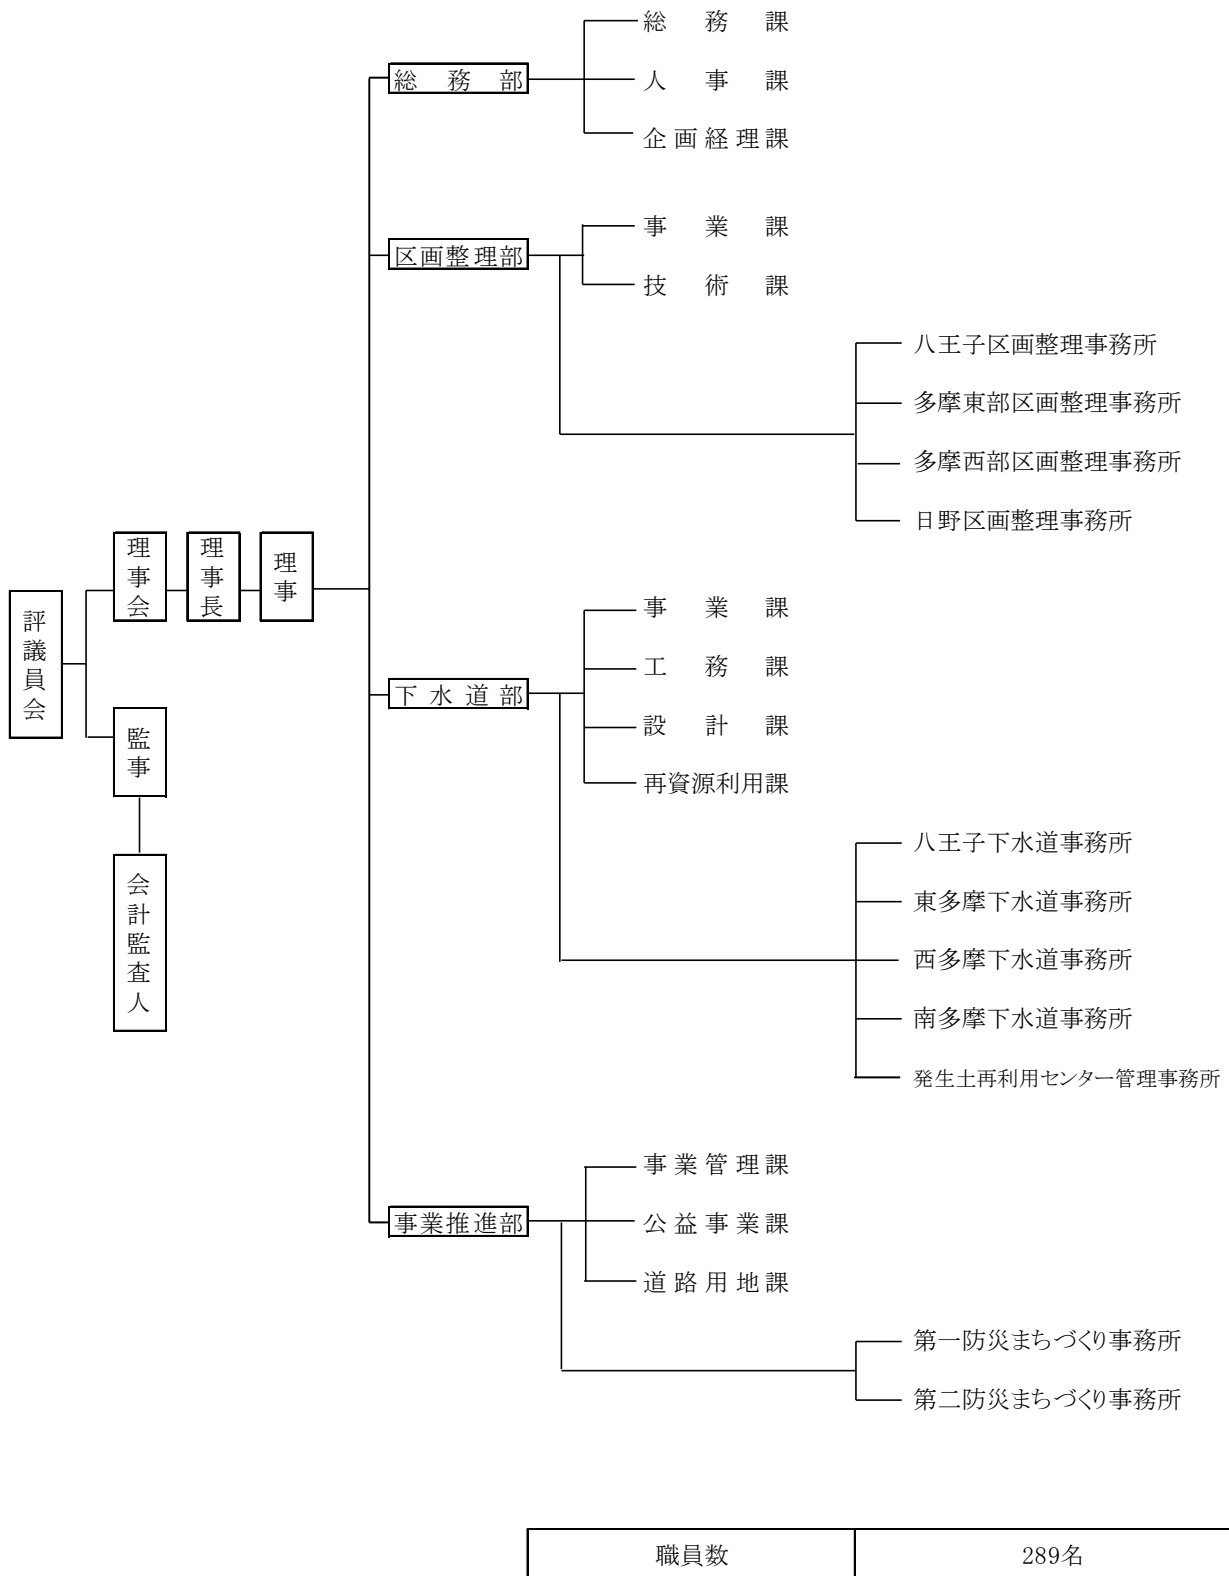 総務課
総務部
人事課
企画経理課
事業課
区画整理部
技術課
八王子区画整理事務所
多摩東部区画整理事務所
多摩西部区画整理事務所
日野区画整理事務所
評議員会
理事会
理事長
理事
監事
会計監査人
事業課
工務課
下水道部
設計課
再資源利用課
八王子下水道事務所
東多摩下水道事務所
西多摩下水道事務所
南多摩下水道事務所
発生土再利用センター管理事務所
事業管理課
事業推進部
公益事業課
道路用地課
第一防災まちづくり事務所
第二防災まちづくり事務所
職員数 289名